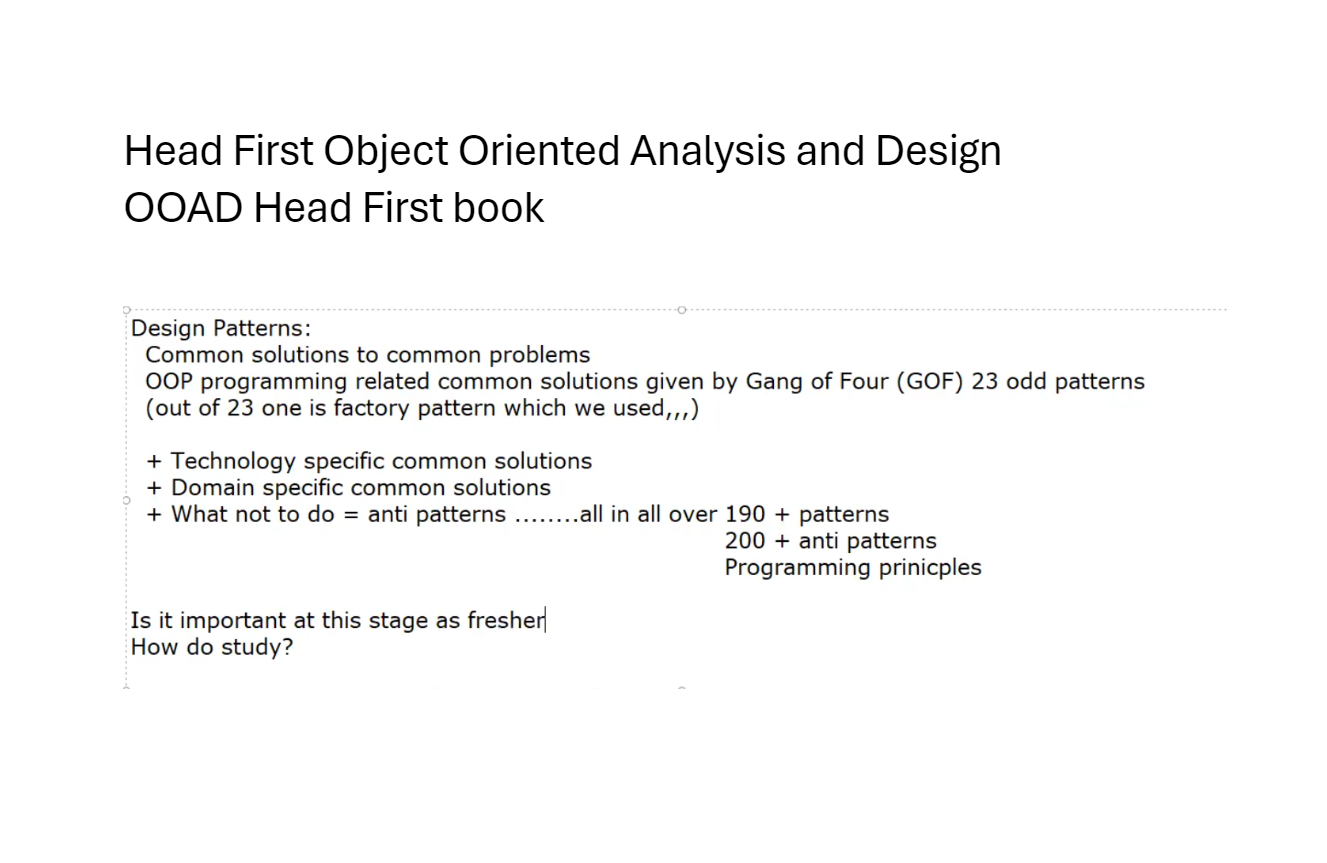 Head First Object Oriented Analysis and Design
OOAD Head First book
Design Patterns:
Common solutions to common problems
OOP programming related common solutions given by Gang of Four (GOF) 23 odd patterns
(out of 23 one is factory pattern which we used,,,)
+ Technology specific common solutions
+ Domain specific common solutions
+ What not to do = anti patterns ........all in all over 190 + patterns
200 + anti patterns
Programming prinicples
Is it important at this stage as fresher
How do study?